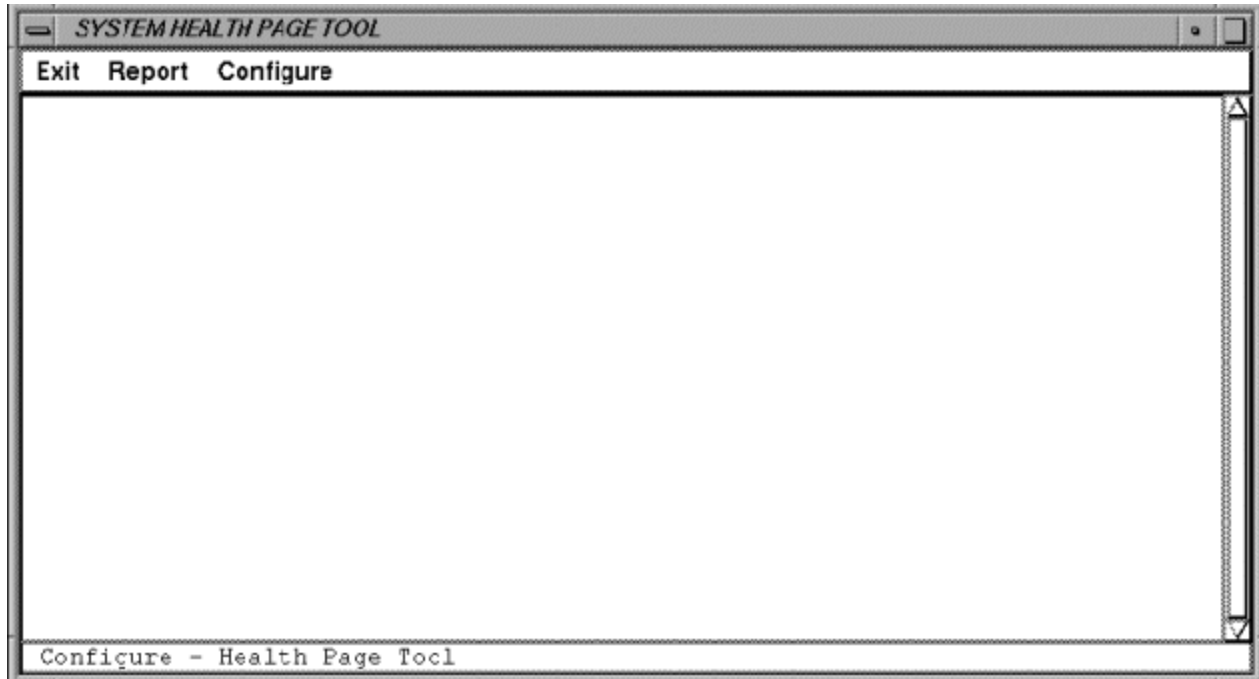 SYSTEM HEALTH PAGE TOOL
Exit Report Configure
Configure - Health Page Tool